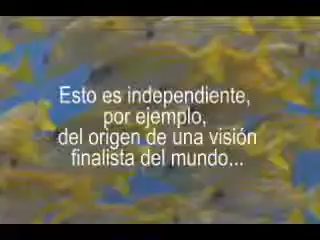 Esto es independiente,
por ejemplo,
del origen de una visión
finalista del mundo...